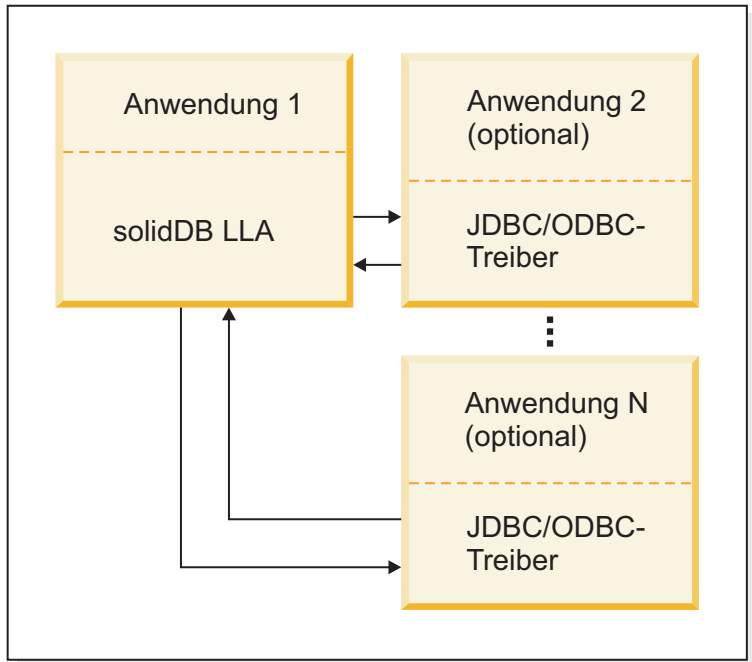 Anwendung 1
solidDB LLA
Anwendung 2
(optional)
JDBC/ODBC-
Treiber
Anwendung N
(optional)
JDBC/ODBC-
Treiber